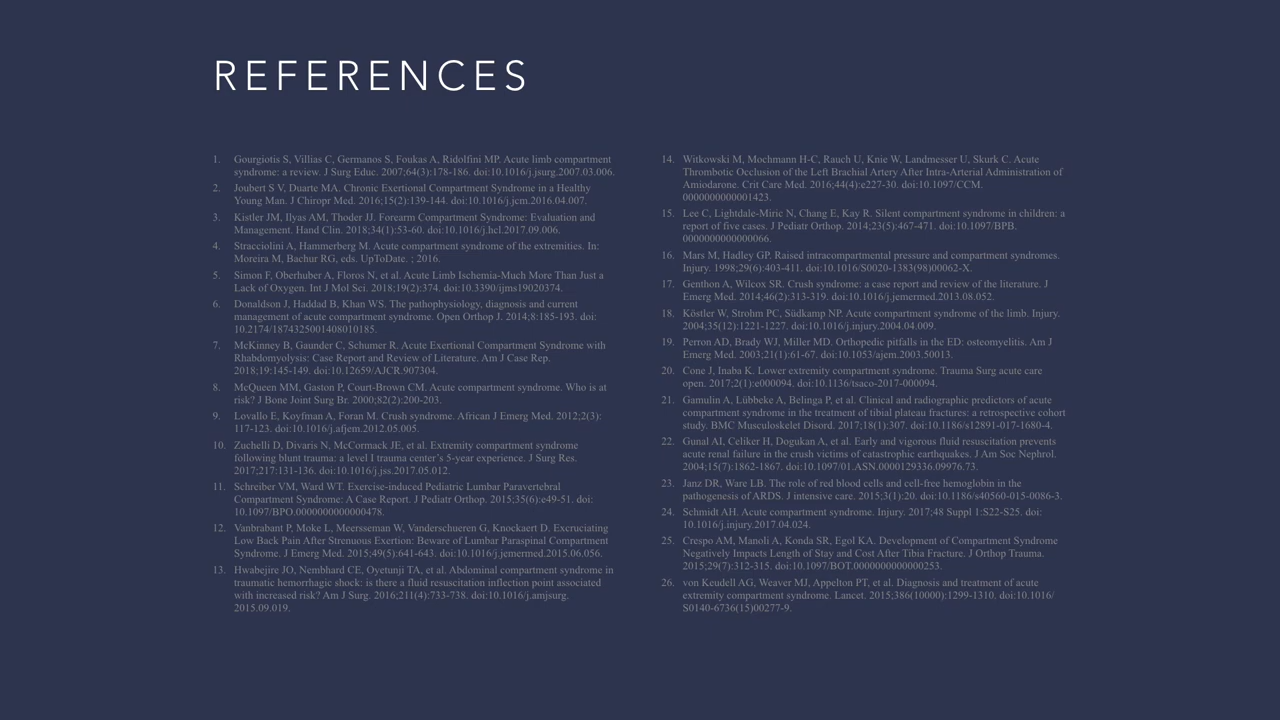 REFERENCES
1. Gourgiotis S, Villias C, Germanos S, Foukas A, Ridolfini MP. Acute limb compartment
syndrome: a review. J Surg Educ. 2007;64(3):178-186. doi:10.1016/j.jsurg.2007.03.006.
2. Joubert S V, Duarte MA. Chronic Exertional Compartment Syndrome in a Healthy
Young Man. J Chiropr Med. 2016;15(2):139-144. doi:10.1016/j.jcm.2016.04.007.
3. Kistler JM, Ilyas AM, Thoder JJ. Forearm Compartment Syndrome: Evaluation and
Management. Hand Clin. 2018;34(1):53-60. doi:10.1016/j.hcl.2017.09.006.
4. Stracciolini A, Hammerberg M. Acute compartment syndrome of the extremities. In:
Moreira M, Bachur RG, eds. UpToDate. ; 2016.
5. Simon F, Oberhuber A, Floros N, et al. Acute Limb Ischemia-Much More Than Just a
Lack of Oxygen. Int J Mol Sci. 2018;19(2):374. doi:10.3390/ijms19020374.
6. Donaldson J, Haddad B, Khan WS. The pathophysiology, diagnosis and current
management of acute compartment syndrome. Open Orthop J. 2014;8:185-193. doi:
10.2174/1874325001408010185.
7. McKinney B, Gaunder C, Schumer R. Acute Exertional Compartment Syndrome with
Rhabdomyolysis: Case Report and Review of Literature. Am J Case Rep.
2018;19:145-149. doi:10.12659/AJCR.907304.
8. McQueen MM, Gaston P, Court-Brown CM. Acute compartment syndrome. Who is at
risk? J Bone Joint Surg Br. 2000;82(2):200-203.
9. Lovallo E, Koyfman A, Foran M. Crush syndrome. African J Emerg Med. 2012;2(3):
117-123. doi:10.1016/j.afjem.2012.05.005.
10. Zuchelli D, Divaris N, McCormack JE, et al. Extremity compartment syndrome
following blunt trauma: a level I trauma center's 5-year experience. J Surg Res.
2017;217:131-136. doi:10.1016/j.jss.2017.05.012.
11. Schreiber VM, Ward WT. Exercise-induced Pediatric Lumbar Paravertebral
Compartment Syndrome: A Case Report. J Pediatr Orthop. 2015;35(6):e49-51. doi:
10.1097/BPO.0000000000000478.
12. Vanbrabant P, Moke L, Meersseman W, Vanderschueren G, Knockaert D. Excruciating
Low Back Pain After Strenuous Exertion: Beware of Lumbar Paraspinal Compartment
Syndrome. J Emerg Med. 2015;49(5):641-643. doi:10.1016/j.jemermed.2015.06.056.
13. Hwabejire JO, Nembhard CE, Oyetunji TA, et al. Abdominal compartment syndrome in
traumatic hemorrhagic shock: is there a fluid resuscitation inflection point associated
with increased risk? Am J Surg. 2016;211(4):733-738. doi:10.1016/j.amjsurg.
2015.09.019.
14. Witkowski M, Mochmann H-C, Rauch U, Knie W, Landmesser U, Skurk C. Acute
Thrombotic Occlusion of the Left Brachial Artery After Intra-Arterial Administration of
Amiodarone. Crit Care Med. 2016;44(4):e227-30. doi:10.1097/CCM.
0000000000001423.
15. Lee C, Lightdale-Miric N, Chang E, Kay R. Silent compartment syndrome in children: a
report of five cases. J Pediatr Orthop. 2014;23(5):467-471. doi:10.1097/BPB.
0000000000000066.
16. Mars M, Hadley GP. Raised intracompartmental pressure and compartment syndromes.
Injury. 1998;29(6):403-411. doi:10.1016/S0020-1383(98)00062-X.
17. Genthon A, Wilcox SR. Crush syndrome: a case report and review of the literature. J
Emerg Med. 2014;46(2):313-319. doi:10.1016/j.jemermed.2013.08.052.
18. Köstler W, Strohm PC, Südkamp NP. Acute compartment syndrome of the limb. Injury.
2004;35(12):1221-1227. doi:10.1016/j.injury.2004.04.009.
19. Perron AD, Brady WJ, Miller MD. Orthopedic pitfalls in the ED: osteomyelitis. Am J
Emerg Med. 2003;21(1):61-67. doi:10.1053/ajem.2003.50013.
20. Cone J, Inaba K. Lower extremity compartment syndrome. Trauma Surg acute care
open. 2017;2(1):e000094. doi:10.1136/tsaco-2017-000094.
21. Gamulin A, Lübbeke A, Belinga P, et al. Clinical and radiographic predictors of acute
compartment syndrome in the treatment of tibial plateau fractures: a retrospective cohort
study. BMC Musculoskelet Disord. 2017;18(1):307. doi:10.1186/s12891-017-1680-4.
22. Gunal AI, Celiker H, Dogukan A, et al. Early and vigorous fluid resuscitation prevents
acute renal failure in the crush victims of catastrophic earthquakes. J Am Soc Nephrol.
2004;15(7):1862-1867. doi:10.1097/01.ASN.0000129336.09976.73.
23. Janz DR, Ware LB. The role of red blood cells and cell-free hemoglobin in the
pathogenesis of ARDS. J intensive care. 2015;3(1):20. doi:10.1186/s40560-015-0086-3.
24. Schmidt AH. Acute compartment syndrome. Injury. 2017;48 Suppl 1:S22-S25. doi:
10.1016/j.injury.2017.04.024.
25. Crespo AM, Manoli A, Konda SR, Egol KA. Development of Compartment Syndrome
Negatively Impacts Length of Stay and Cost After Tibia Fracture. J Orthop Trauma.
2015;29(7):312-315. doi:10.1097/BOT.0000000000000253.
26. von Keudell AG, Weaver MJ, Appelton PT, et al. Diagnosis and treatment of acute
extremity compartment syndrome. Lancet. 2015;386(10000):1299-1310. doi:10.1016/
S0140-6736(15)00277-9.